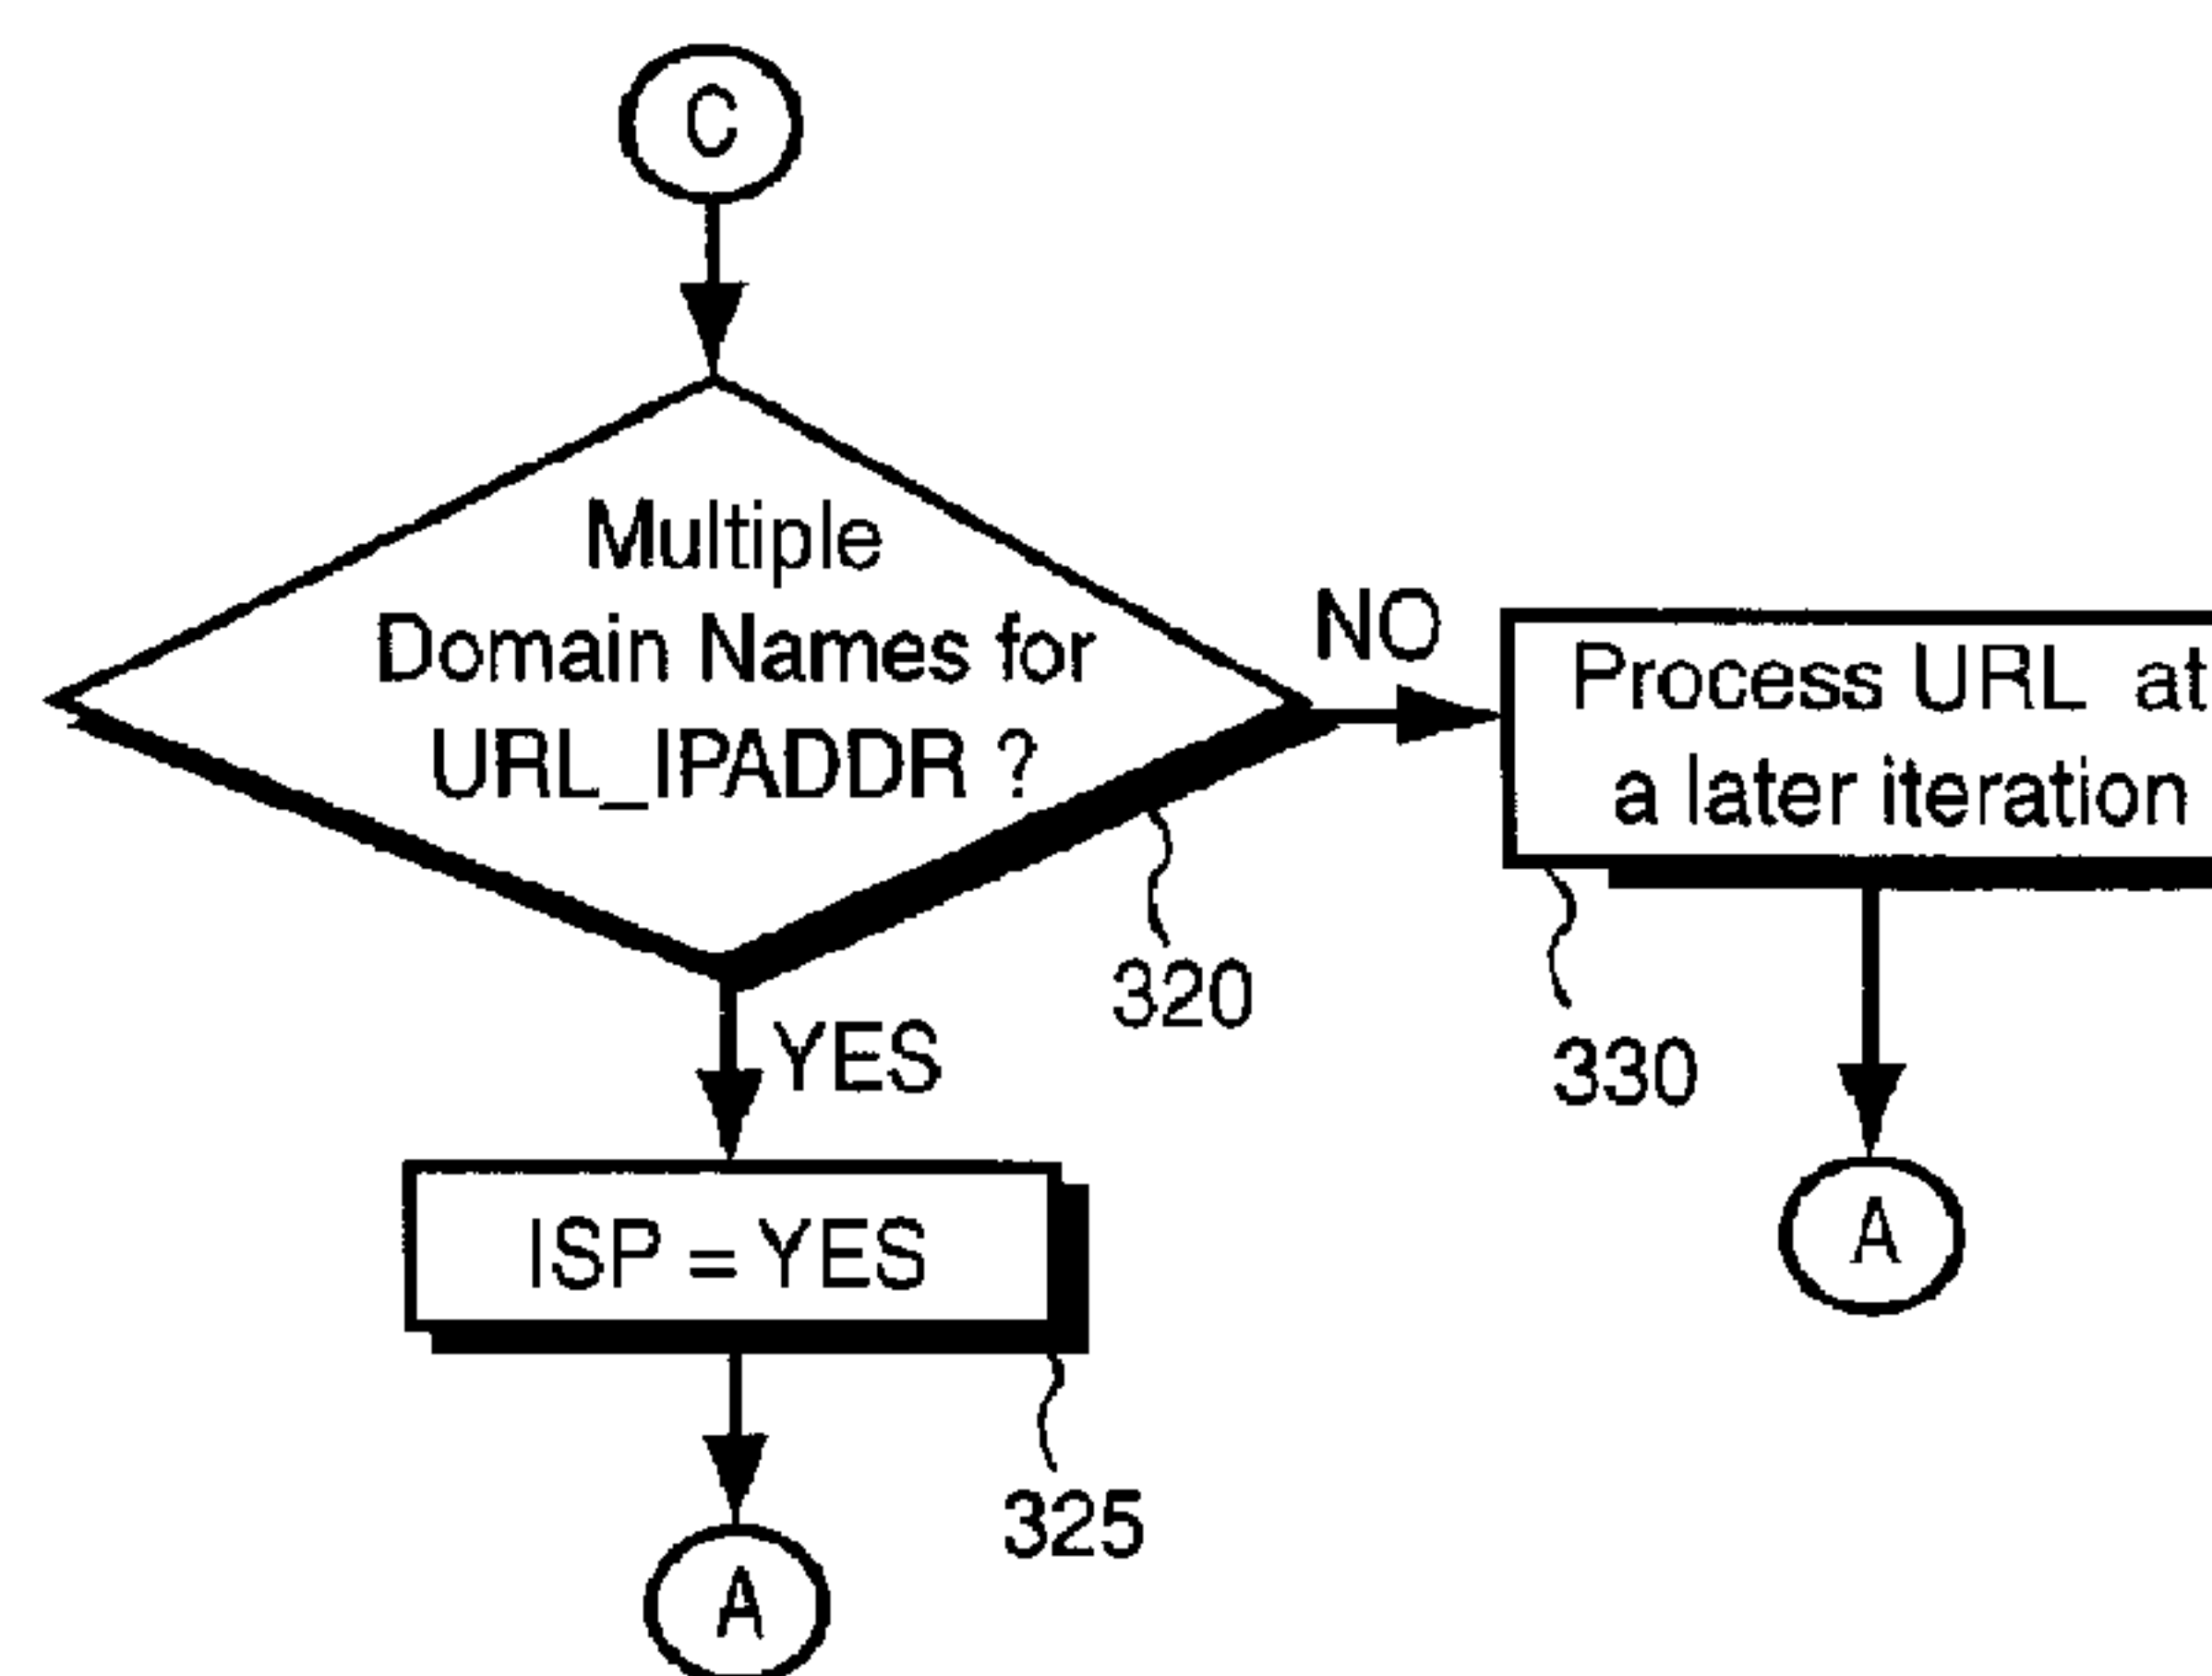 C
Multiple
Domain Names for
URL_IPADDR ?
NO
Process URL at
a later iteration
320
330
YES
ISP = YES
A
325
A